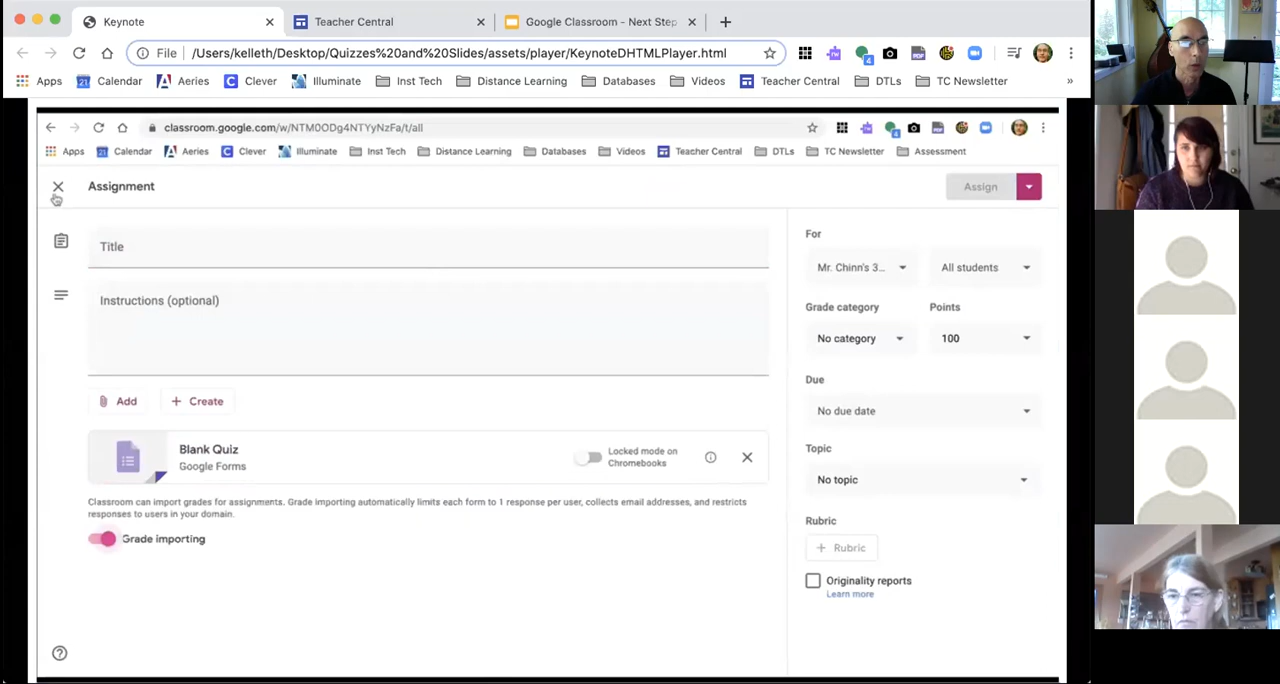 Keynote
Teacher Central
Google Classroom - Next Step
File /Users/kelleth/Desktop/Quizzes%20and%20Slides/assets/player/KeynoteDHTMLPlayer.html
4
Apps Calendar Aeries Clever Illuminate Inst Tech Distance Learning Databases Videos Teacher Central DTLs TC Newsletter »
classroom.google.com/w/NTM0ODg4NTYyNzFa/t/all
Apps Calendar Aeries Clever Illuminate Inst Tech Distance Learning Databases Videos Teacher Central DTLs TC Newsletter Assessment
Assignment
Assign
Title
Instructions (optional)
Add + Create
Blank Quiz
Google Forms
Locked mode on
Chromebooks
Classroom can import grades for assignments. Grade importing automatically limits each form to 1 response per user, collects email addresses, and restricts
responses to users in your domain.
Grade importing
For
Mr. Chinn's 3... All students
Grade category Points
No category 100
Due
No due date
Topic
No topic
Rubric
+ Rubric
Originality reports
Learn more